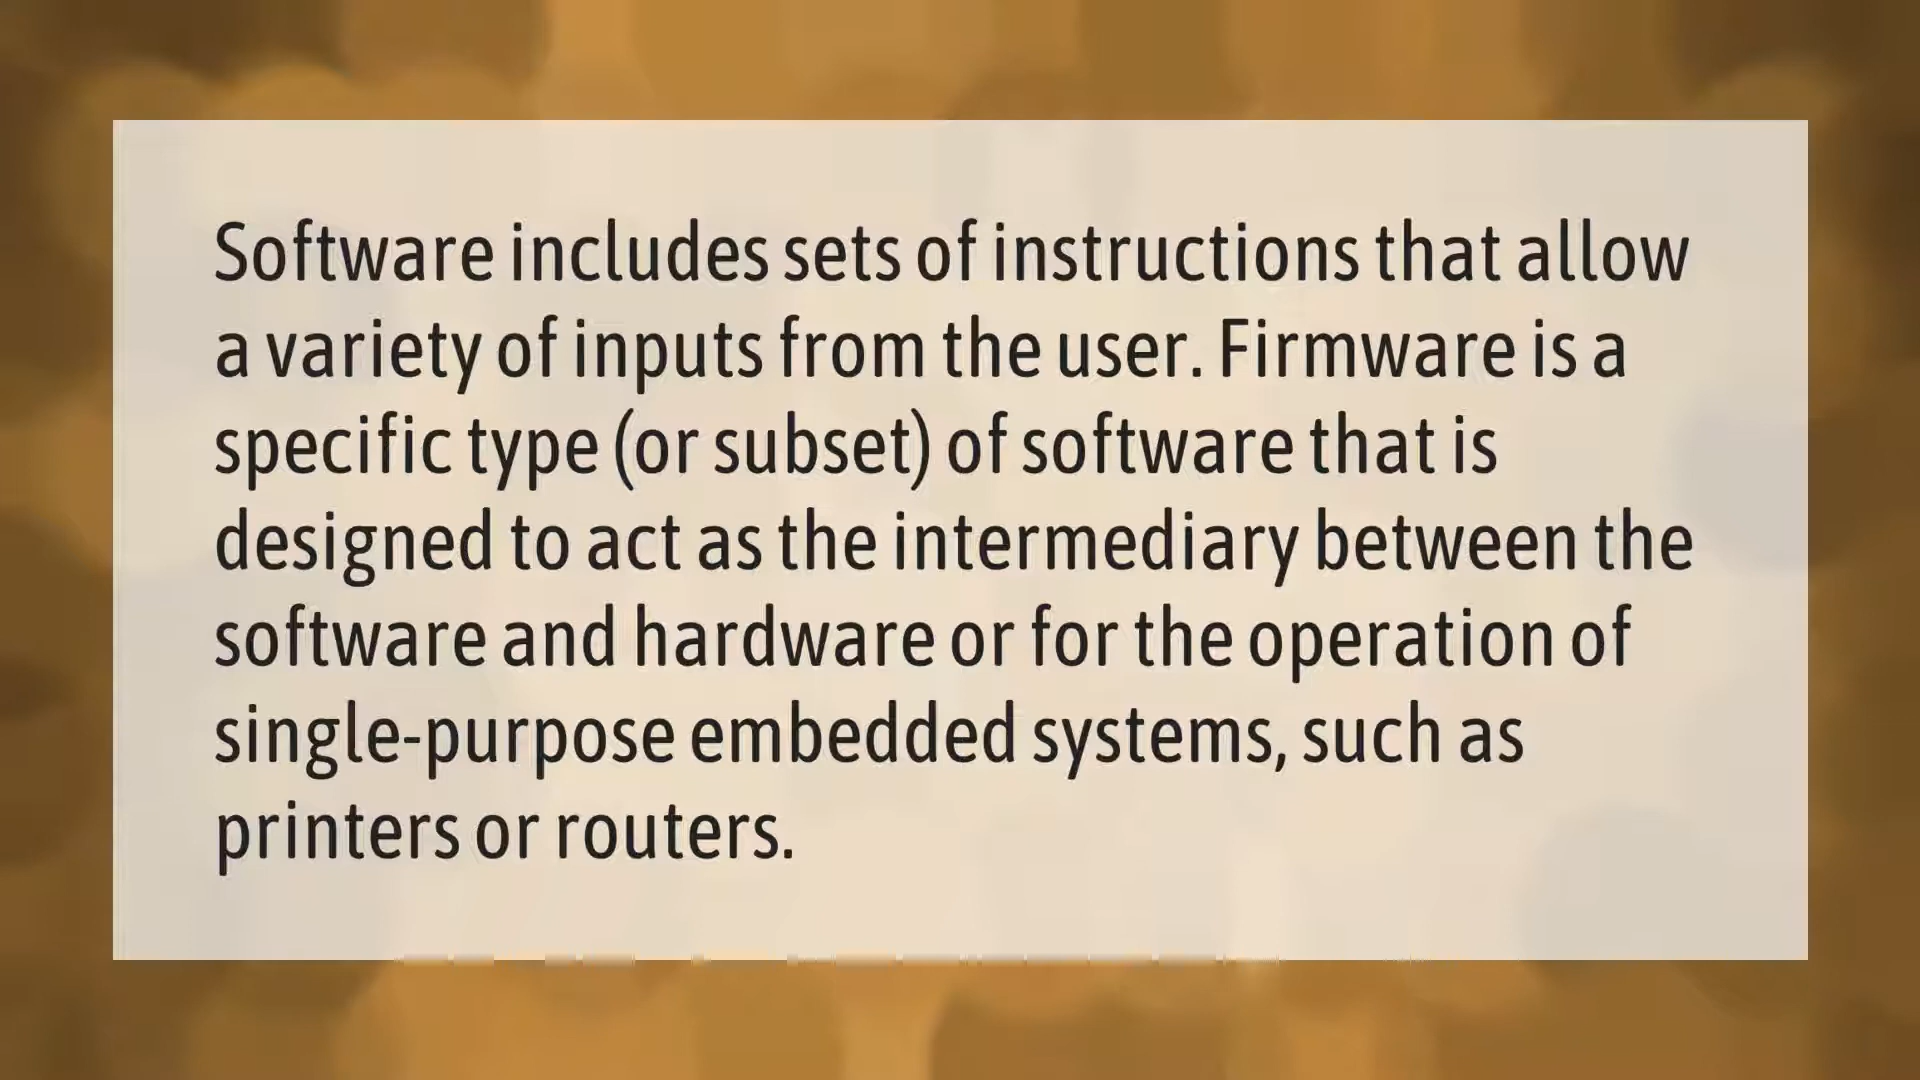 Software includes sets of instructions that allow
a variety of inputs from the user. Firmware is a
specific type (or subset) of software that is
designed to act as the intermediary between the
software and hardware or for the operation of
single-purpose embedded systems, such as
printers or routers.